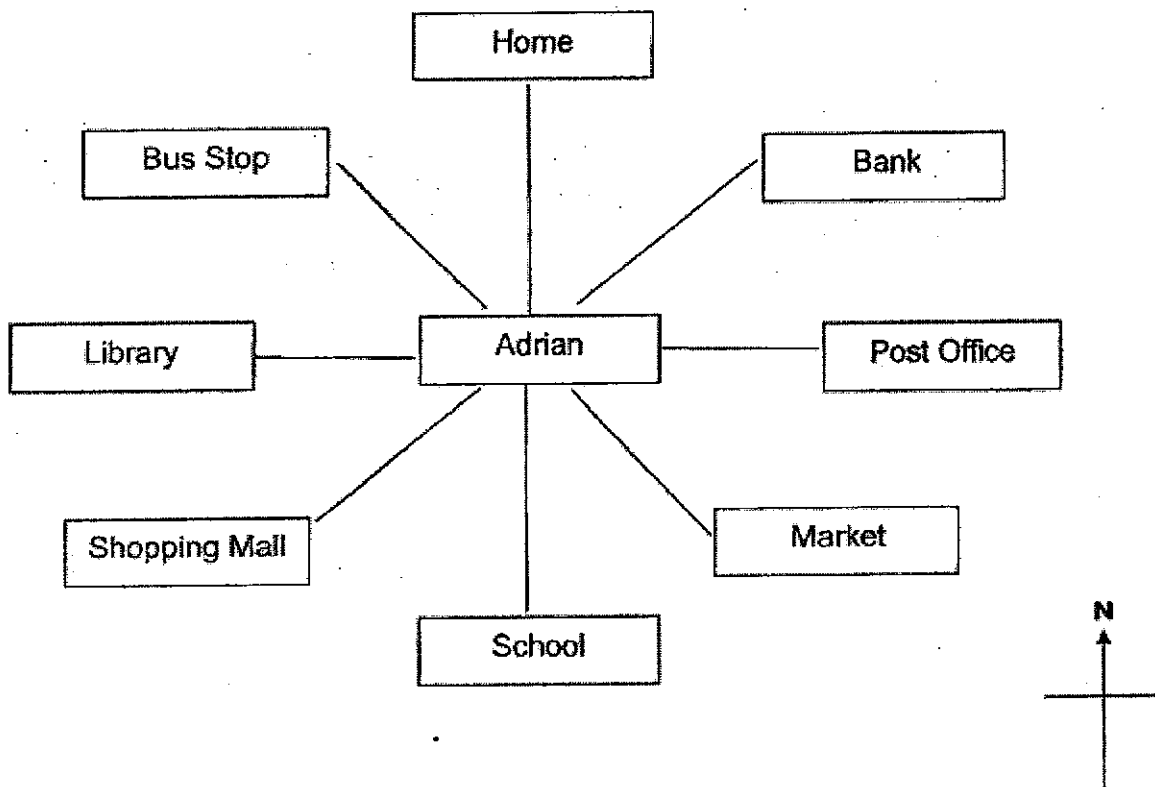 Home
Bus Stop
Bank
Library
Adrian
Post Office
Shopping Mall
Market
School
N